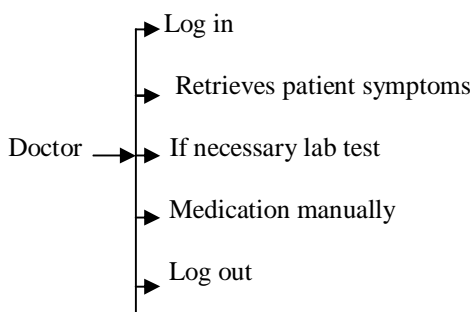 Log in
Retrieves patient symptoms
Doctor
If necessary lab test
Medication manually
Log out